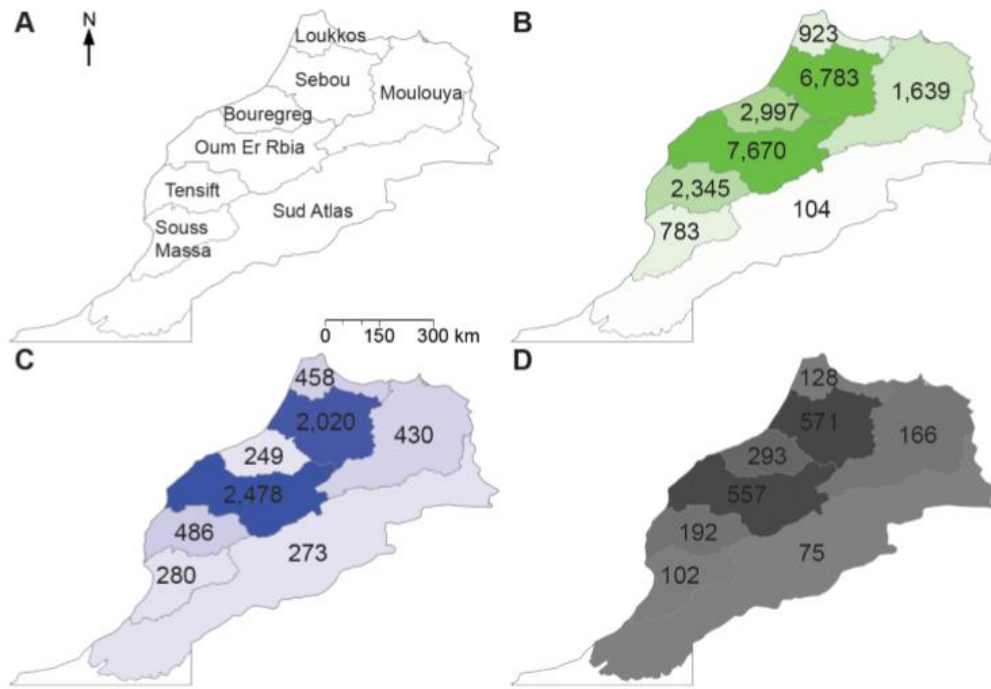 A
N
Loukkos
Sebou
Moulouya
Bouregreg
Oum Er Rbia
Tensift
Sud Atlas
Souss
Massa
B
923
6,783
1,639
2,997
7,670
2,345
104
783
0 150 300 km
C
458
2,020
430
249
2,478
486
273
280
D
128
571
166
293
557
192
75
102